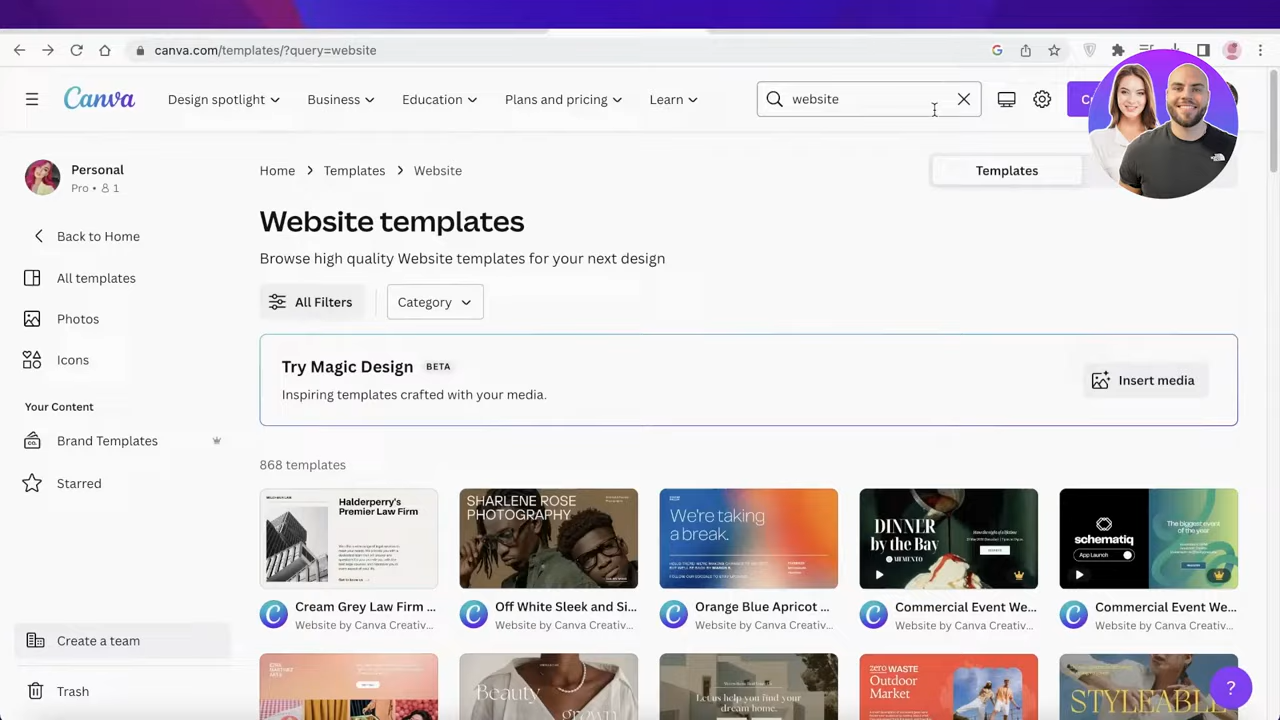 canva.com/templates/?query=website
Canva
Design spotlight
Business
Education
Plans and pricing
Learn
website
Personal
Pro • 1
Home
Templates
Website
Templates
Back to Home
Website templates
All templates
Browse high quality Website templates for your next design
Photos
All Filters
Category
Icons
Try Magic Design BETA
Inspiring templates crafted with your media.
Insert media
Your Content
Brand Templates
Starred
868 templates
Halderperry's
Premier Law Firm
SHARLENE ROSE
PHOTOGRAPHY
We're taking
a break.
DINNER
by the BAY
MEMENTO
schematiq
App Launch
The biggest event
of the year
Cream Grey Law Firm ...
Website by Canva Creativ...
Off White Sleek and Si...
Website by Canva Creativ...
Orange Blue Apricot ...
Website by Canva Creativ...
Commercial Event We...
Website by Canva Creativ...
Commercial Event We...
Website by Canva Creativ...
Create a team
Trash
Beauty
Let us help you find your
dream home.
zero WASTE
Outdoor
Market
STYLEABLE
?